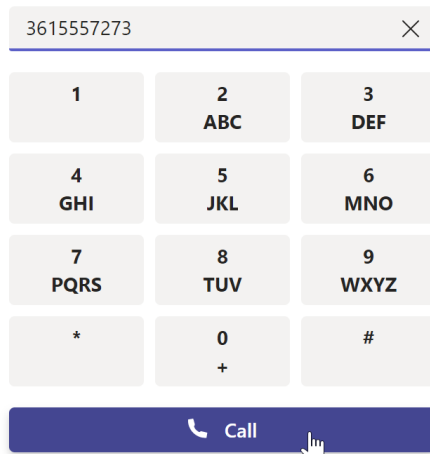 3615557273
1 2 3
ABC DEF
4 5 6
GHI JKL MNO
7 8 9
PQRS TUV WXYZ
* 0 #
+
Call